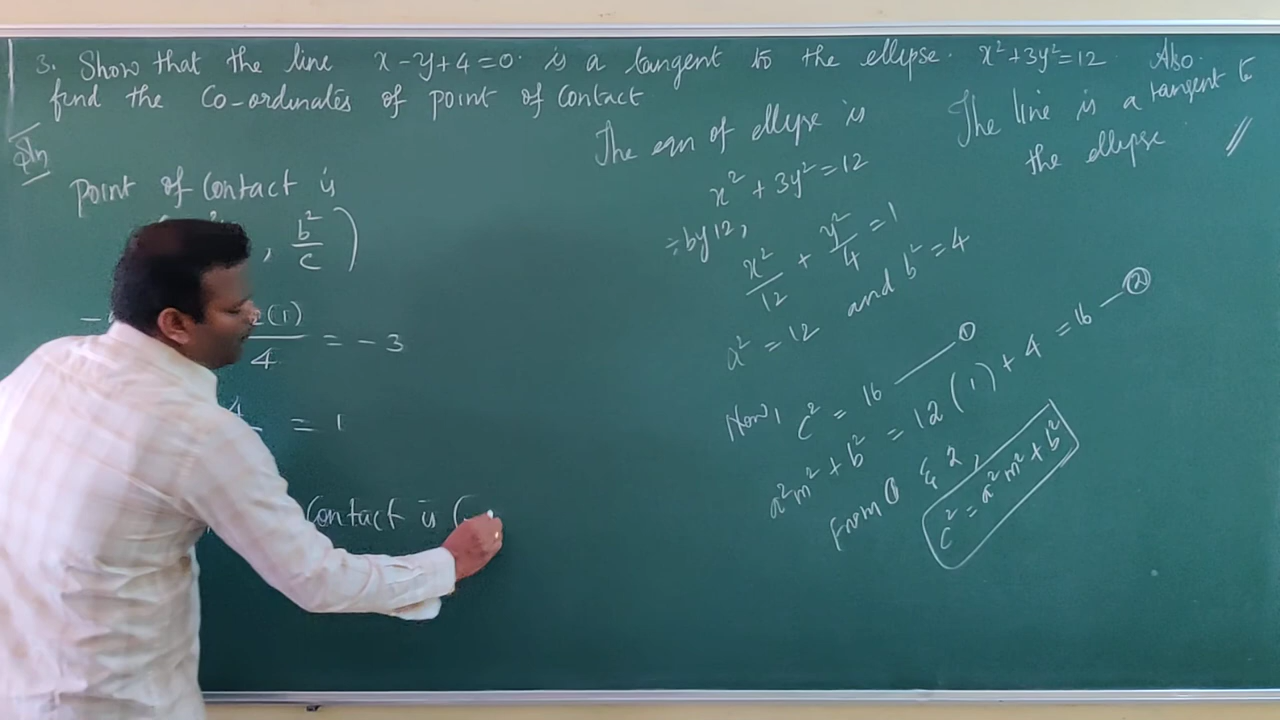 3. Show that the line x-y+4=0. is a tangent to the ellipse. x²+3y²=12. Also.
find the Co-ordinates of point of Contact
Sln
Point of Contact is
, b²/c )
2(1)/4 = -3
4 = 1
Contact is (
The eqn of ellipse is
x² + 3y² = 12
÷ by 12,
x²/12 + y²/4 = 1
a² = 12 and b² = 4
Now, c² = 16 — ①
a²m² + b² = 12 (1) + 4 = 16 — ②
From ① & 2,
c² = a²m² + b²
The line is a tangent to
the ellipse //